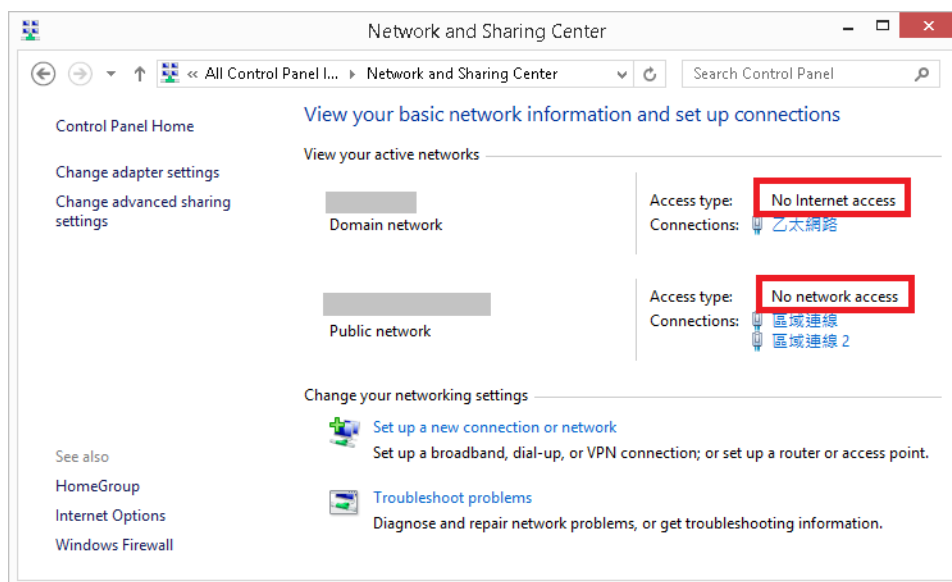 Network and Sharing Center
« All Control Panel I... Network and Sharing Center
Search Control Panel
Control Panel Home
Change adapter settings
Change advanced sharing
settings
See also
HomeGroup
Internet Options
Windows Firewall
View your basic network information and set up connections
View your active networks
Domain network
Access type: No Internet access
Connections: 乙太網路
Public network
Access type: No network access
Connections: 區域連線
區域連線 2
Change your networking settings
Set up a new connection or network
Set up a broadband, dial-up, or VPN connection; or set up a router or access point.
Troubleshoot problems
Diagnose and repair network problems, or get troubleshooting information.